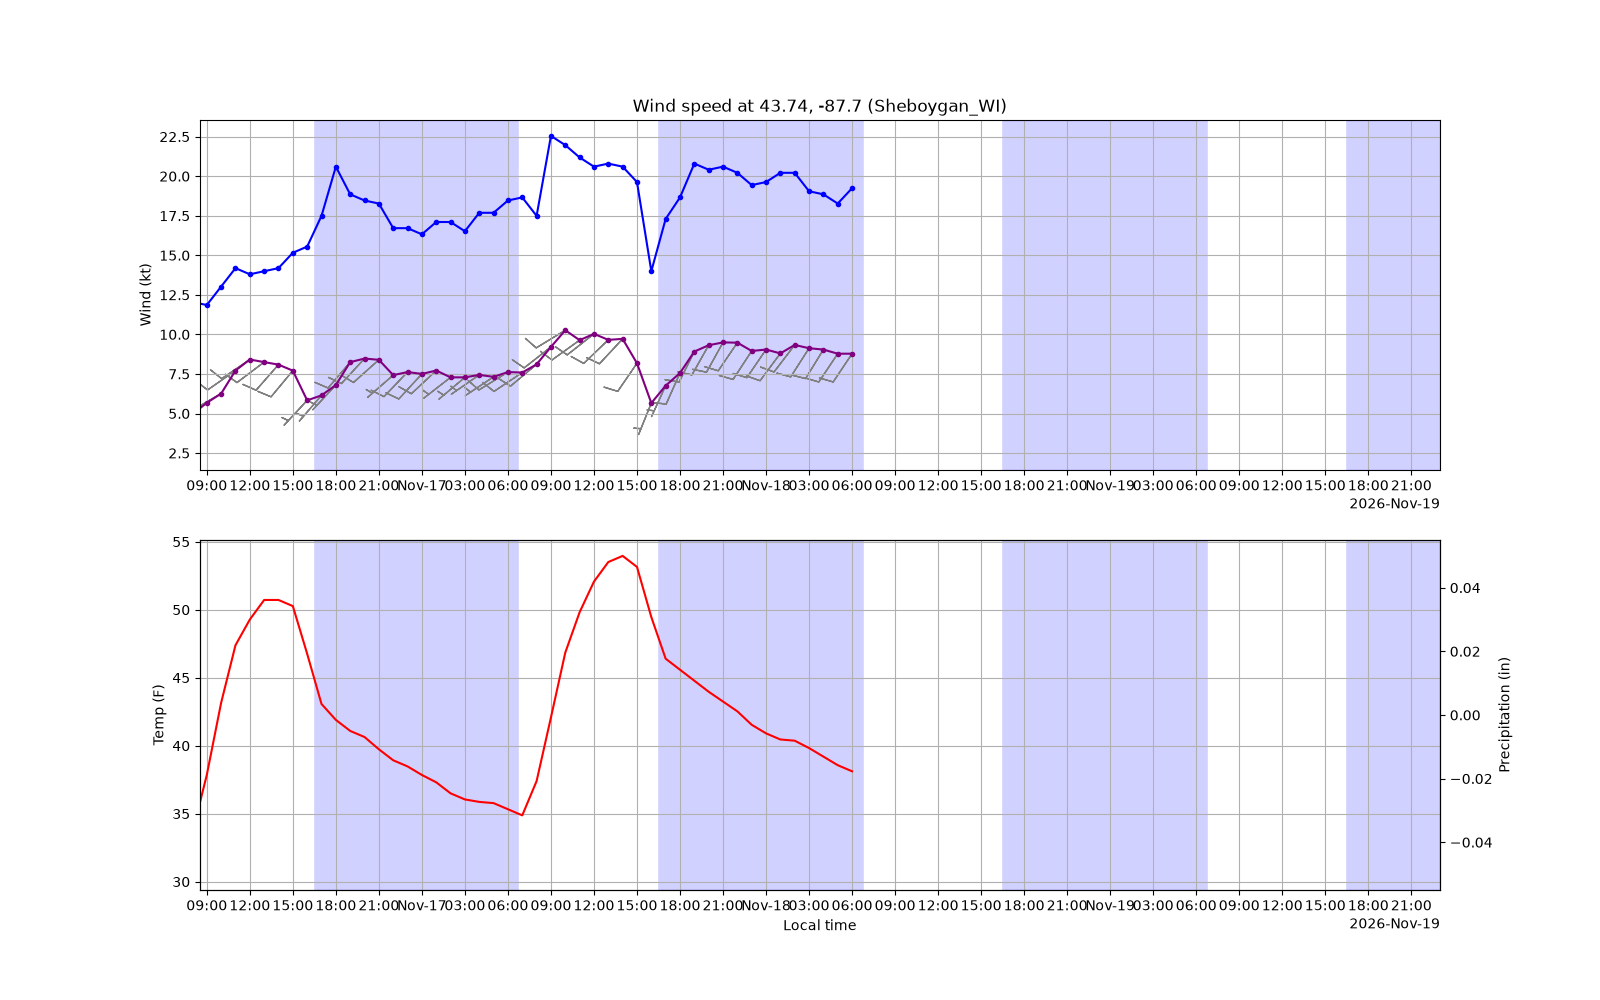 Wind speed at 43.74, -87.7 (Sheboygan_WI)
Wind (kt)
22.5
20.0
17.5
15.0
12.5
10.0
7.5
5.0
2.5
09:00 12:00 15:00 18:00 21:00 Nov-17 03:00 06:00 09:00 12:00 15:00 18:00 21:00 Nov-18 03:00 06:00 09:00 12:00 15:00 18:00 21:00 Nov-19 03:00 06:00 09:00 12:00 15:00 18:00 21:00
2026-Nov-19
Temp (F)
55
50
45
40
35
30
0.04
0.02
0.00
−0.02
−0.04
Precipitation (in)
09:00 12:00 15:00 18:00 21:00 Nov-17 03:00 06:00 09:00 12:00 15:00 18:00 21:00 Nov-18 03:00 06:00 09:00 12:00 15:00 18:00 21:00 Nov-19 03:00 06:00 09:00 12:00 15:00 18:00 21:00
Local time
2026-Nov-19